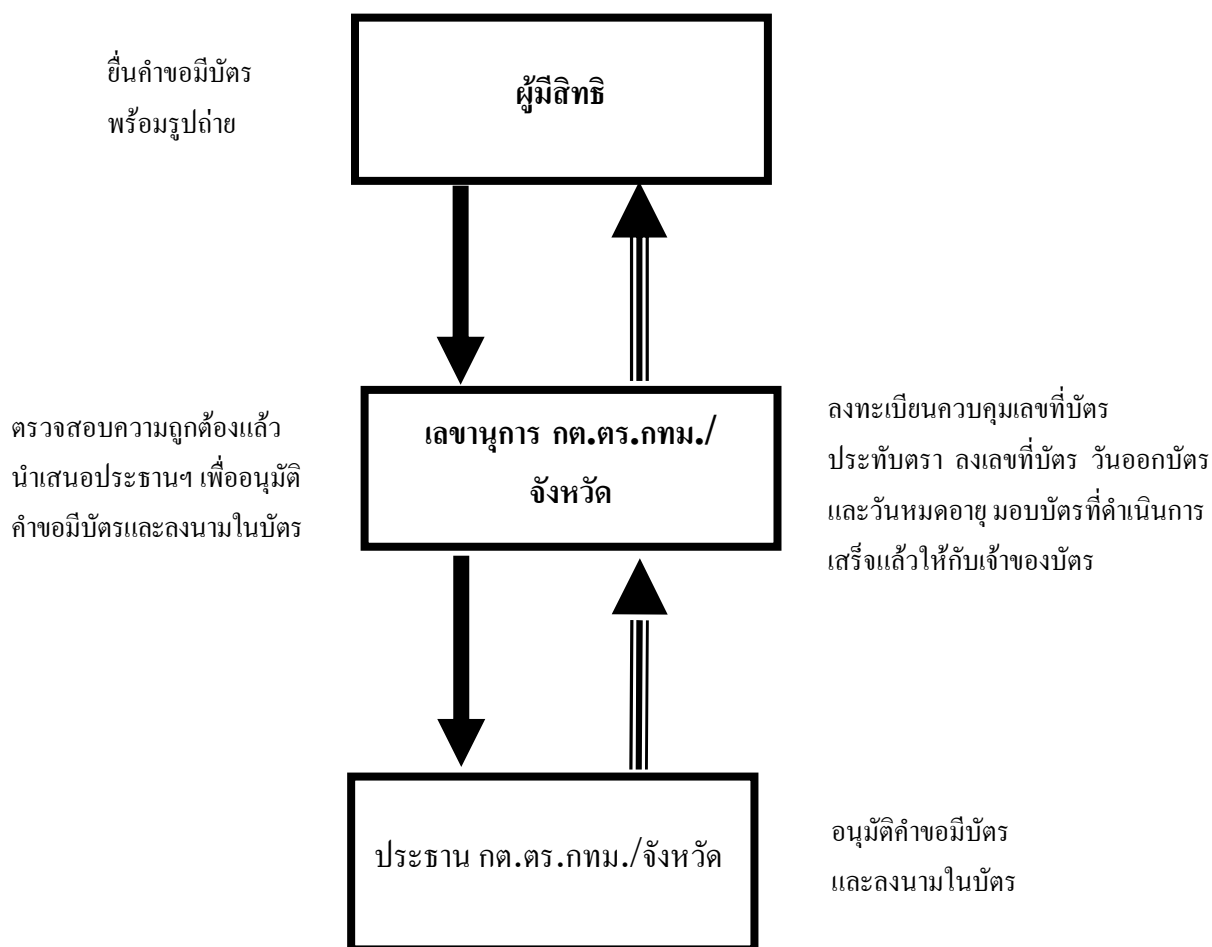 ยื่นคำขอมีบัตร
พร้อมรูปถ่าย
ผู้มีสิทธิ
ตรวจสอบความถูกต้องแล้ว
นำเสนอประธานฯ เพื่ออนุมัติ
คำขอมีบัตรและลงนามในบัตร
เลขานุการ กต.ตร.กทม./
จังหวัด
ลงทะเบียนควบคุมเลขที่บัตร
ประทับตรา ลงเลขที่บัตร วันออกบัตร
และวันหมดอายุ มอบบัตรที่ดำเนินการ
เสร็จแล้วให้กับเจ้าของบัตร
ประธาน กต.ตร.กทม./จังหวัด
อนุมัติคำขอมีบัตร
และลงนามในบัตร